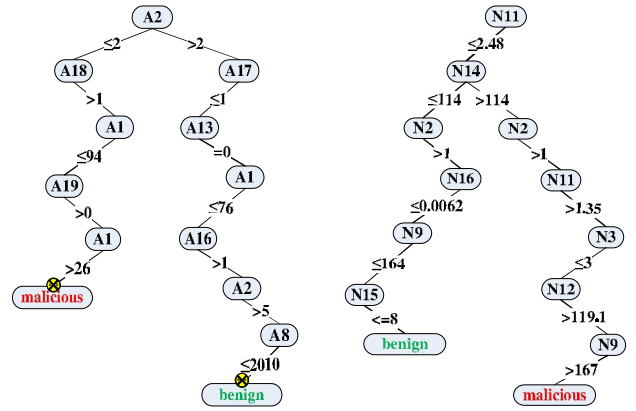 A2
≤2
>2
A18
A17
>1
≤1
A1
A13
≤94
=0
A19
A1
>0
≤76
A1
A16
>26
>1
malicious
A2
>5
A8
≤2010
benign
N11
≤2.48
N14
≤114
>114
N2
N2
>1
>1
N16
N11
≤0.0062
>1.35
N9
N3
≤164
≤3
N15
N12
<=8
>119.1
benign
N9
>167
malicious